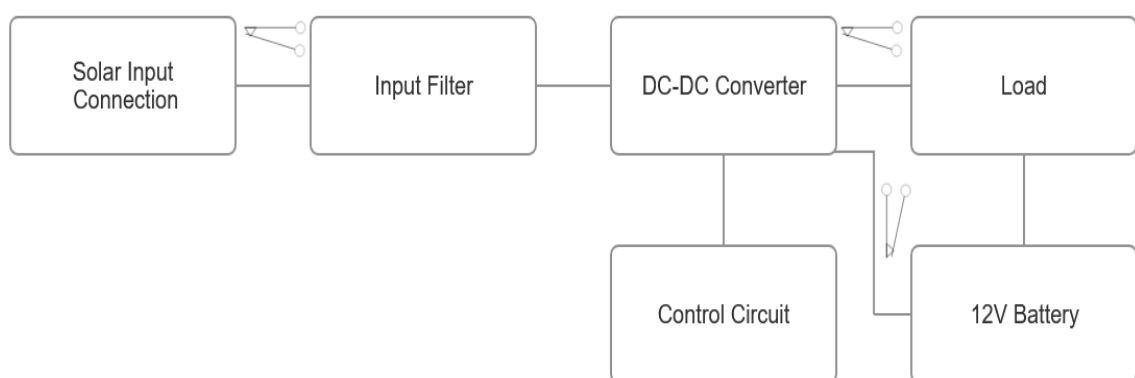 Solar Input
Connection
Input Filter
DC-DC Converter
Load
Control Circuit
12V Battery